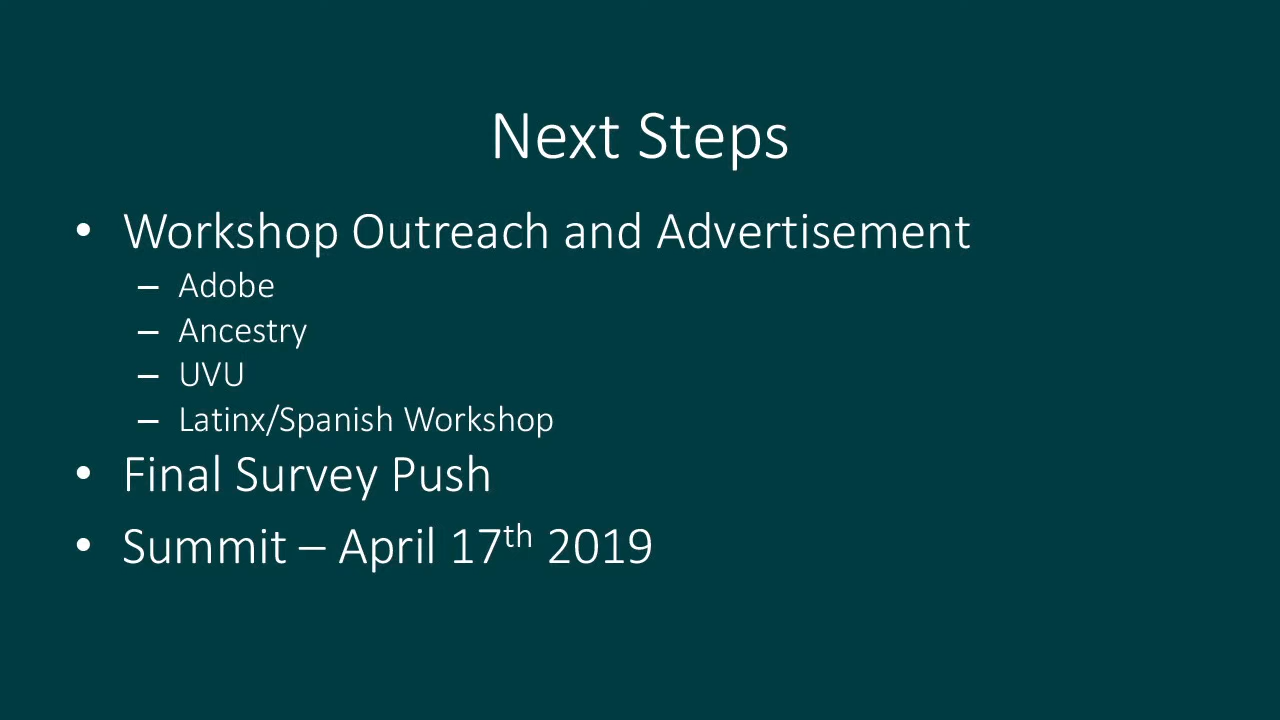 Next Steps
• Workshop Outreach and Advertisement
– Adobe
– Ancestry
– UVU
– Latinx/Spanish Workshop
• Final Survey Push
• Summit – April 17th 2019